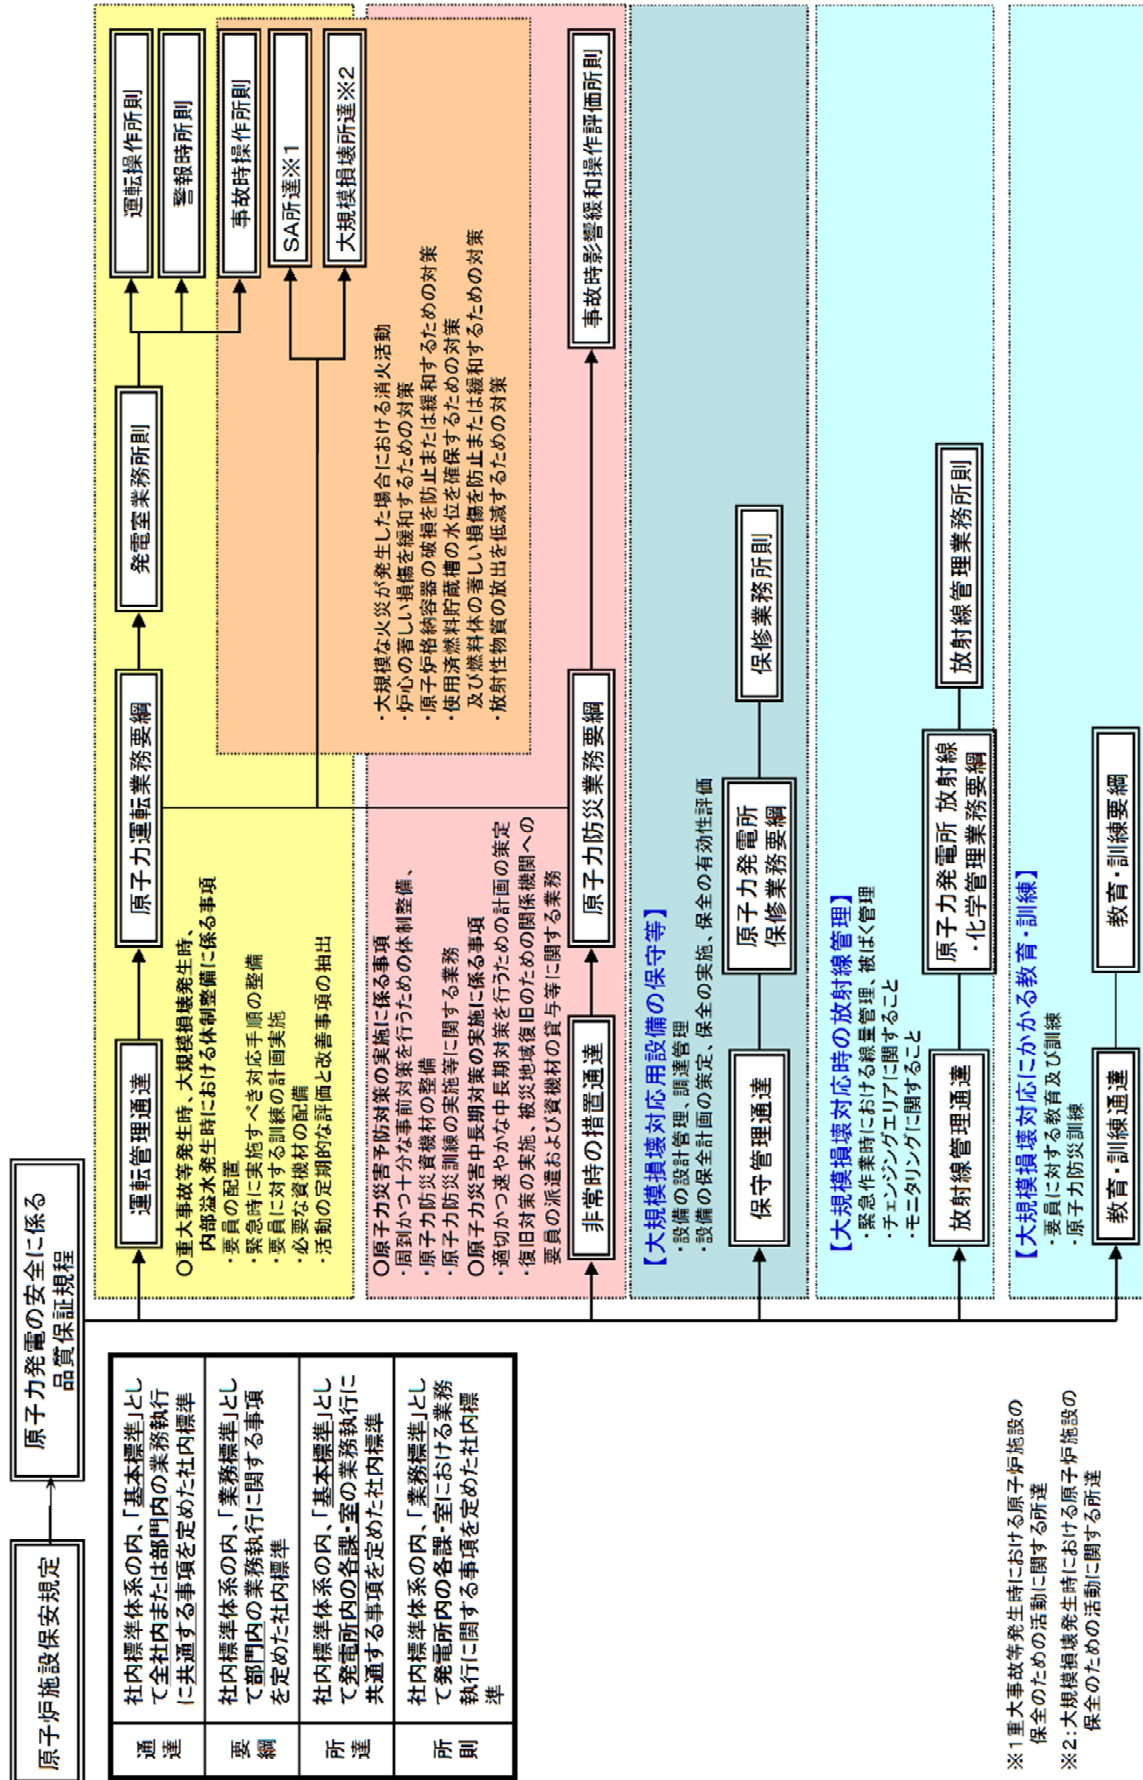 原子炉施設保安規定
原子力発電の安全に係る
品質保証規程
通達
社内標準体系の内、「基本標準」とし
て全社内または部門内の業務執行
に共通する事項を定めた社内標準
要綱
社内標準体系の内、「業務標準」とし
て部門内の業務執行に関する事項
を定めた社内標準
所達
社内標準体系の内、「基本標準」とし
て発電所内の各課・室の業務執行に
共通する事項を定めた社内標準
所則
社内標準体系の内、「業務標準」とし
て発電所内の各課・室における業務
執行に関する事項を定めた社内標
準
運転管理通達
原子力運転業務要綱
発電室業務所則
運転操作所則
警報時所則
事故時操作所則
SA所達※1
大規模損壊所達※2
○重大事故等発生時、大規模損壊発生時、
内部溢水発生時における体制整備に係る事項
・要員の配置
・緊急時に実施すべき対応手順の整備
・要員に対する訓練の計画実施
・必要な資機材の配備
・活動の定期的な評価と改善事項の抽出
・大規模な火災が発生した場合における消火活動
・炉心の著しい損傷を緩和するための対策
・原子炉格納容器の破損を防止または緩和するための対策
・使用済燃料貯蔵槽の水位を確保するための対策
及び燃料体の著しい損傷を防止または緩和するための対策
・放射性物質の放出を低減するための対策
○原子力災害予防対策の実施に係る事項
・周到かつ十分な事前対策を行うための体制整備、
・原子力防災資機材の整備
・原子力防災訓練の実施等に関する業務
○原子力災害中長期対策の実施に係る事項
・適切かつ速やかな中長期対策を行うための計画の策定
・復旧対策の実施、被災地域復旧のための関係機関への
要員の派遣および資機材の貸与等に関する業務
非常時の措置通達
原子力防災業務要綱
事故時影響緩和操作評価所則
【大規模損壊対応用設備の保守等】
・設備の設計管理、調達管理
・設備の保全計画の策定、保全の実施、保全の有効性評価
保守管理通達
原子力発電所
保修業務要綱
保修業務所則
【大規模損壊対応時の放射線管理】
・緊急作業時における線量管理、被ばく管理
・チェンジングエリアに関すること
・モニタリングに関すること
放射線管理通達
原子力発電所 放射線
・化学管理業務要綱
放射線管理業務所則
【大規模損壊対応にかかる教育・訓練】
・要員に対する教育及び訓練
・原子力防災訓練
教育・訓練通達
教育・訓練要綱
※1重大事故等発生時における原子炉施設の
保全のための活動に関する所達
※2:大規模損壊発生時における原子炉施設の
保全のための活動に関する所達